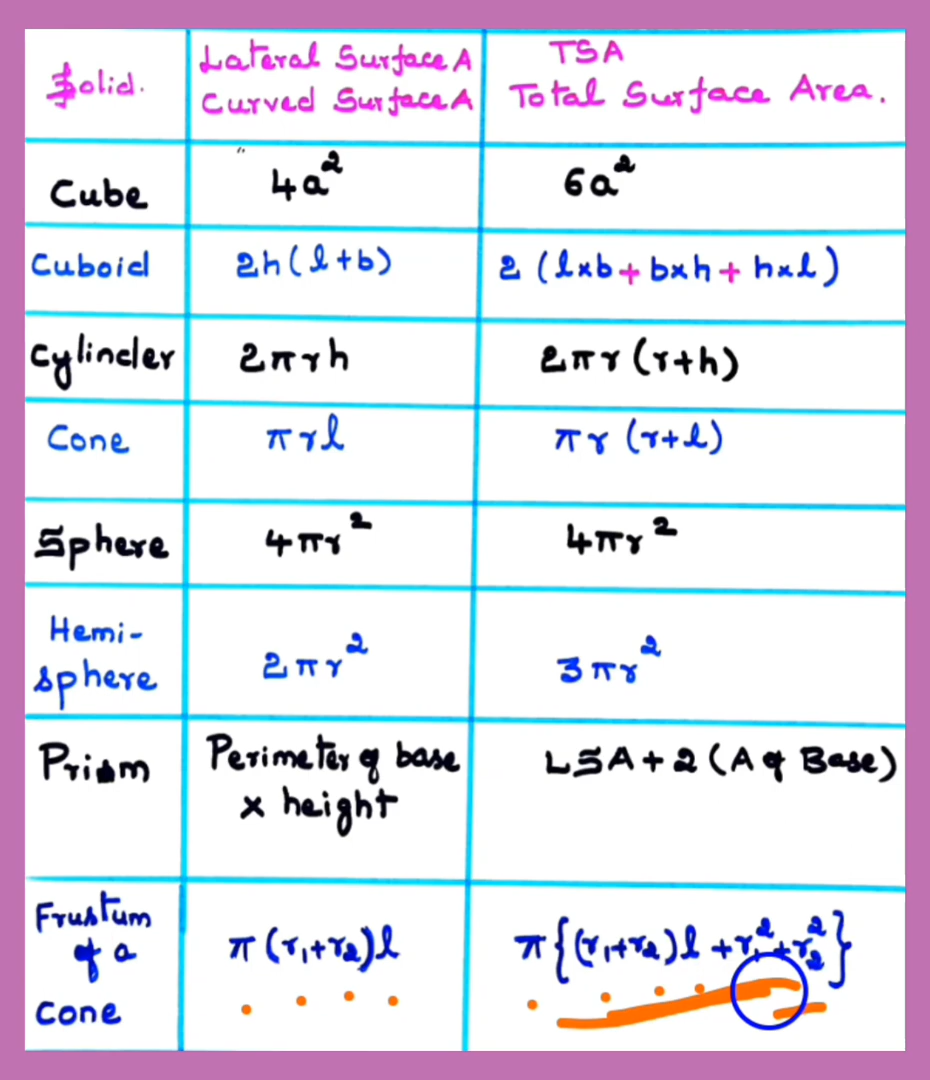 Solid.
Lateral Surface A
Curved Surface A
TSA
Total Surface Area.
Cube
4a²
6a²
Cuboid
2h(l+b)
2 (l×b + b×h + h×l)
Cylinder
2πrh
2πr (r+h)
Cone
πrl
πr (r+l)
Sphere
4πr²
4πr²
Hemi-
sphere
2πr²
3πr²
Prism
Perimeter of base
x height
LSA + 2 (A of Base)
Frustum
of a
Cone
π (r₁+r₂)l
π{(r₁+r₂)l + r₁² + r₂²}